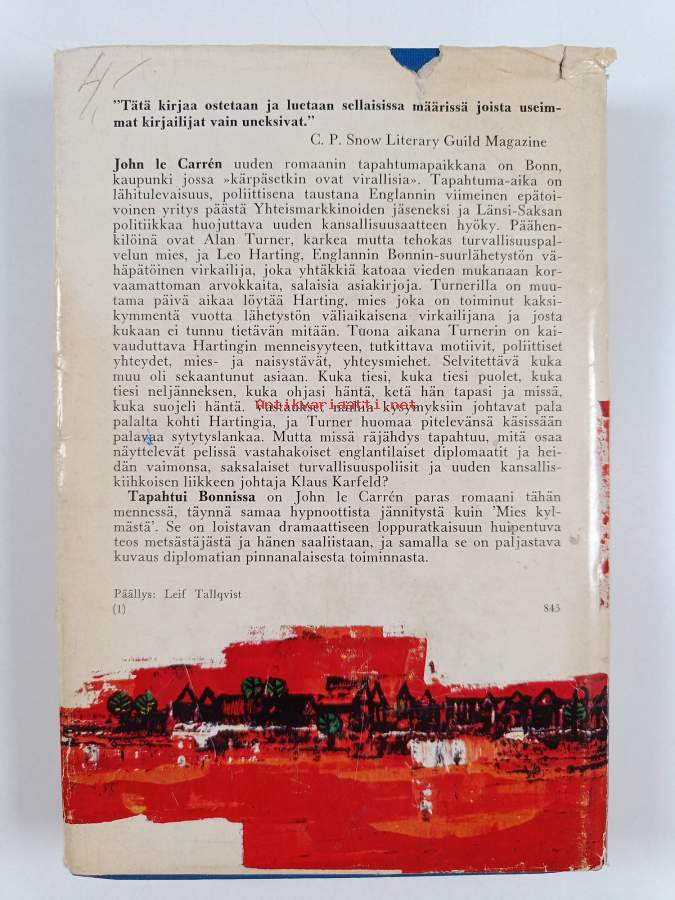 4,-
"Tätä kirjaa ostetaan ja luetaan sellaisissa määrissä joista useim-
mat kirjailijat vain uneksivat."
C. P. Snow Literary Guild Magazine
John le Carrén uuden romaanin tapahtumapaikkana on Bonn,
kaupunki jossa »kärpäsetkin ovat virallisia». Tapahtuma-aika on
lähitulevaisuus, poliittisena taustana Englannin viimeinen epätoi-
voinen yritys päästä Yhteismarkkinoiden jäseneksi ja Länsi-Saksan
politiikkaa huojuttava uuden kansallisuusaatteen hyöky. Päähen-
kilöinä ovat Alan Turner, karkea mutta tehokas turvallisuuspal-
velun mies, ja Leo Harting, Englannin Bonnin-suurlähetystön vä-
häpätöinen virkailija, joka yhtäkkiä katoaa vieden mukanaan kor-
vaamattoman arvokkaita, salaisia asiakirjoja. Turnerilla on muu-
tama päivä aikaa löytää Harting, mies joka on toiminut kaksi-
kymmentä vuotta lähetystön väliaikaisena virkailijana ja josta
kukaan ei tunnu tietävän mitään. Tuona aikana Turnerin on kai-
vauduttava Hartingin menneisyyteen, tutkittava motiivit, poliittiset
yhteydet, mies- ja naisystävät, yhteysmiehet. Selvitettävä kuka
muu oli sekaantunut asiaan. Kuka tiesi, kuka tiesi puolet, kuka
tiesi neljänneksen, kuka ohjasi häntä, ketä hän tapasi ja missä,
kuka suojeli häntä. Vastaukset näihin kysymyksiin johtavat pala
palalta kohti Hartingia, ja Turner huomaa pitelevänsä käsissään
palavaa sytytyslankaa. Mutta missä räjähdys tapahtuu, mitä osaa
näyttelevät pelissä vastahakoiset englantilaiset diplomaatit ja hei-
dän vaimonsa, saksalaiset turvallisuuspoliisit ja uuden kansallis-
kiihkoisen liikkeen johtaja Klaus Karfeld?
Tapahtui Bonnissa on John le Carrén paras romaani tähän
mennessä, täynnä samaa hypnoottista jännitystä kuin 'Mies kyl-
mästä'. Se on loistavan dramaattiseen loppuratkaisuun huipentuva
teos metsästäjästä ja hänen saaliistaan, ja samalla se on paljastava
kuvaus diplomatian pinnanalaisesta toiminnasta.
Päällys: Leif Tallqvist
(1) 845
Antikvariaatti.net